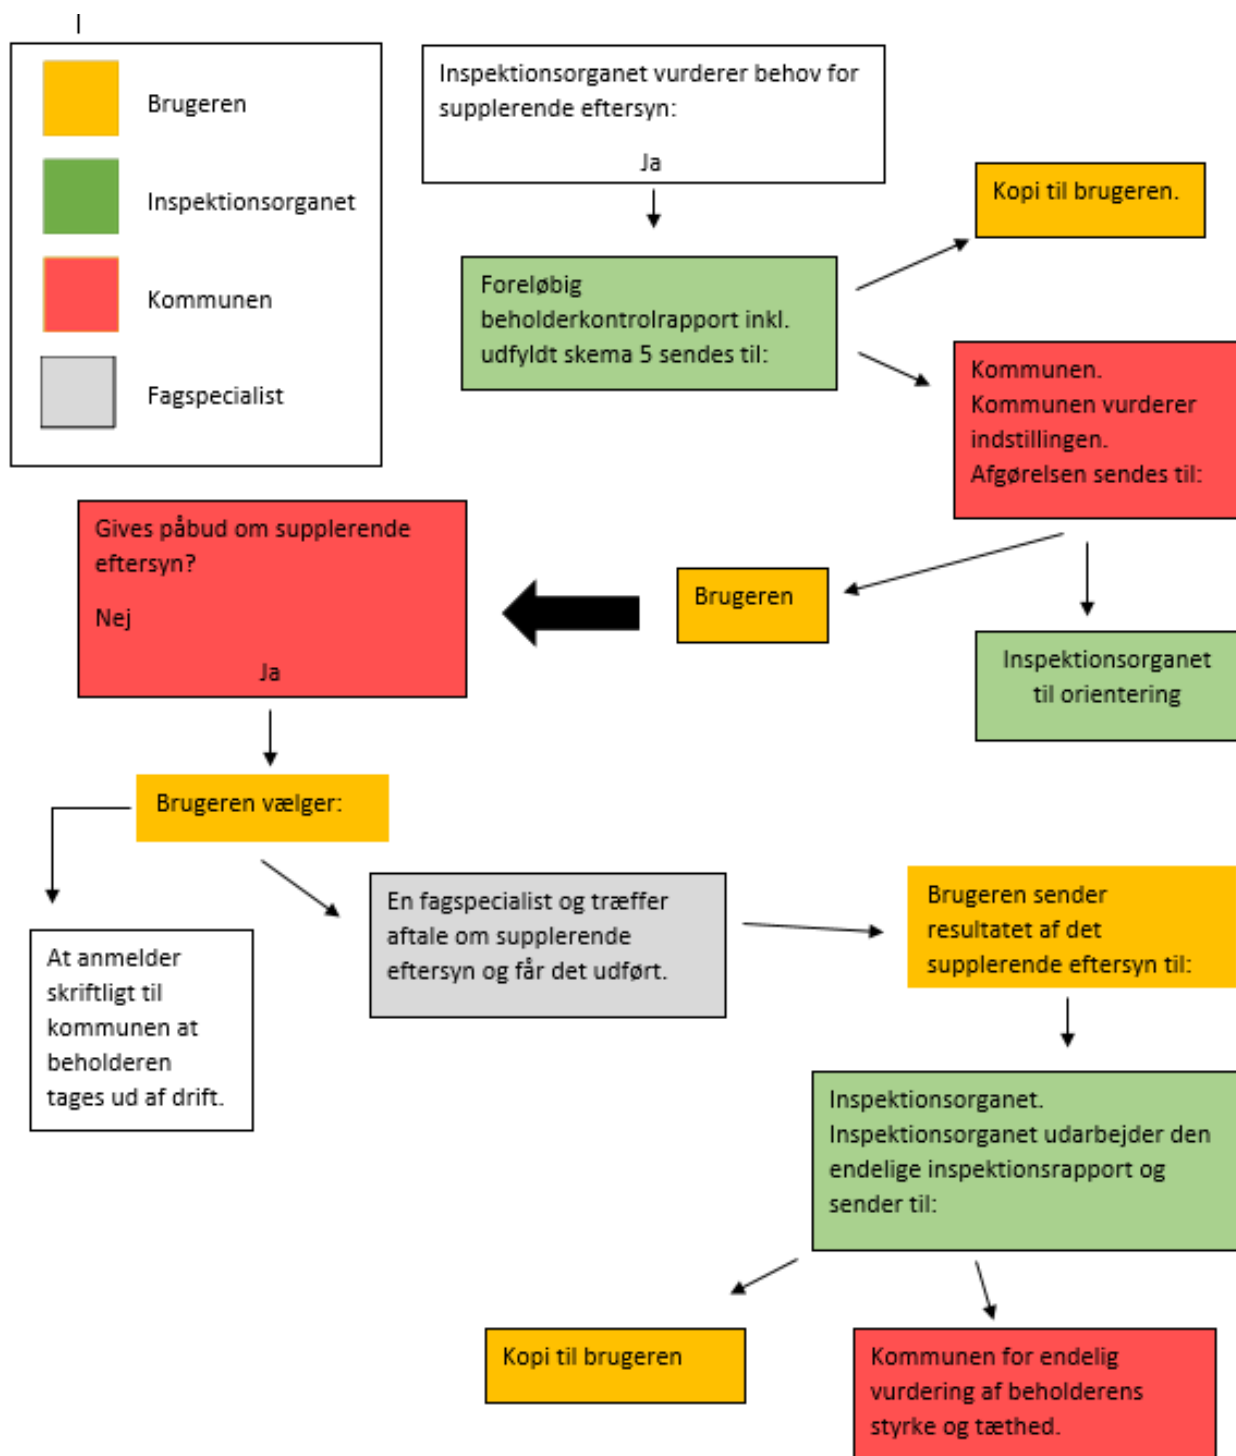 Brugeren
Inspektionsorganet
Kommunen
Fagspecialist
Inspektionsorganet vurderer behov for
supplerende eftersyn:
Ja
Kopi til brugeren.
Foreløbig
beholderkontrolrapport inkl.
udfyldt skema 5 sendes til:
Kommunen.
Kommunen vurderer
indstillingen.
Afgørelsen sendes til:
Gives påbud om supplerende
eftersyn?
Nej
Ja
Brugeren
Inspektionsorganet
til orientering
Brugeren vælger:
At anmelder
skriftligt til
kommunen at
beholderen
tages ud af drift.
En fagspecialist og træffer
aftale om supplerende
eftersyn og får det udført.
Brugeren sender
resultatet af det
supplerende eftersyn til:
Inspektionsorganet.
Inspektionsorganet udarbejder den
endelige inspektionsrapport og
sender til:
Kopi til brugeren
Kommunen for endelig
vurdering af beholderens
styrke og tæthed.